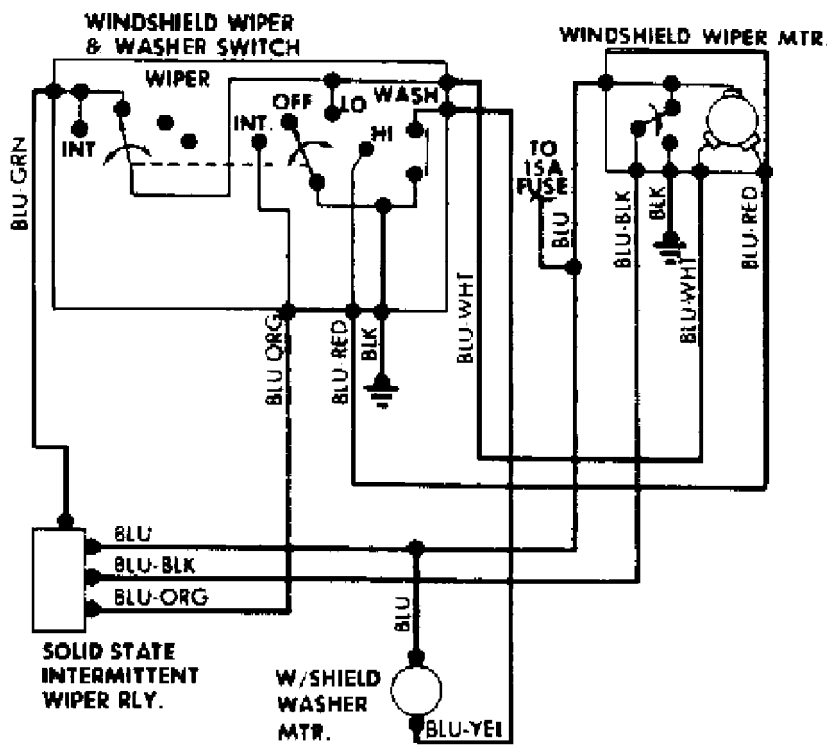 WINDSHIELD WIPER
& WASHER SWITCH
WIPER
WINDSHIELD WIPER MTR.
INT
OFF
INT.
LO
WASH
HI
TO
15A
FUSE
BLU-GRN
BLU
BLU-BLK
BLK
BLU-WHT
BLU-RED
BLU ORG
BLU-RED
BLK
BLU-WHT
BLU
BLU-BLK
BLU-ORG
BLU
SOLID STATE
INTERMITTENT
WIPER RLY.
W/SHIELD
WASHER
MTR.
BLU-YEL